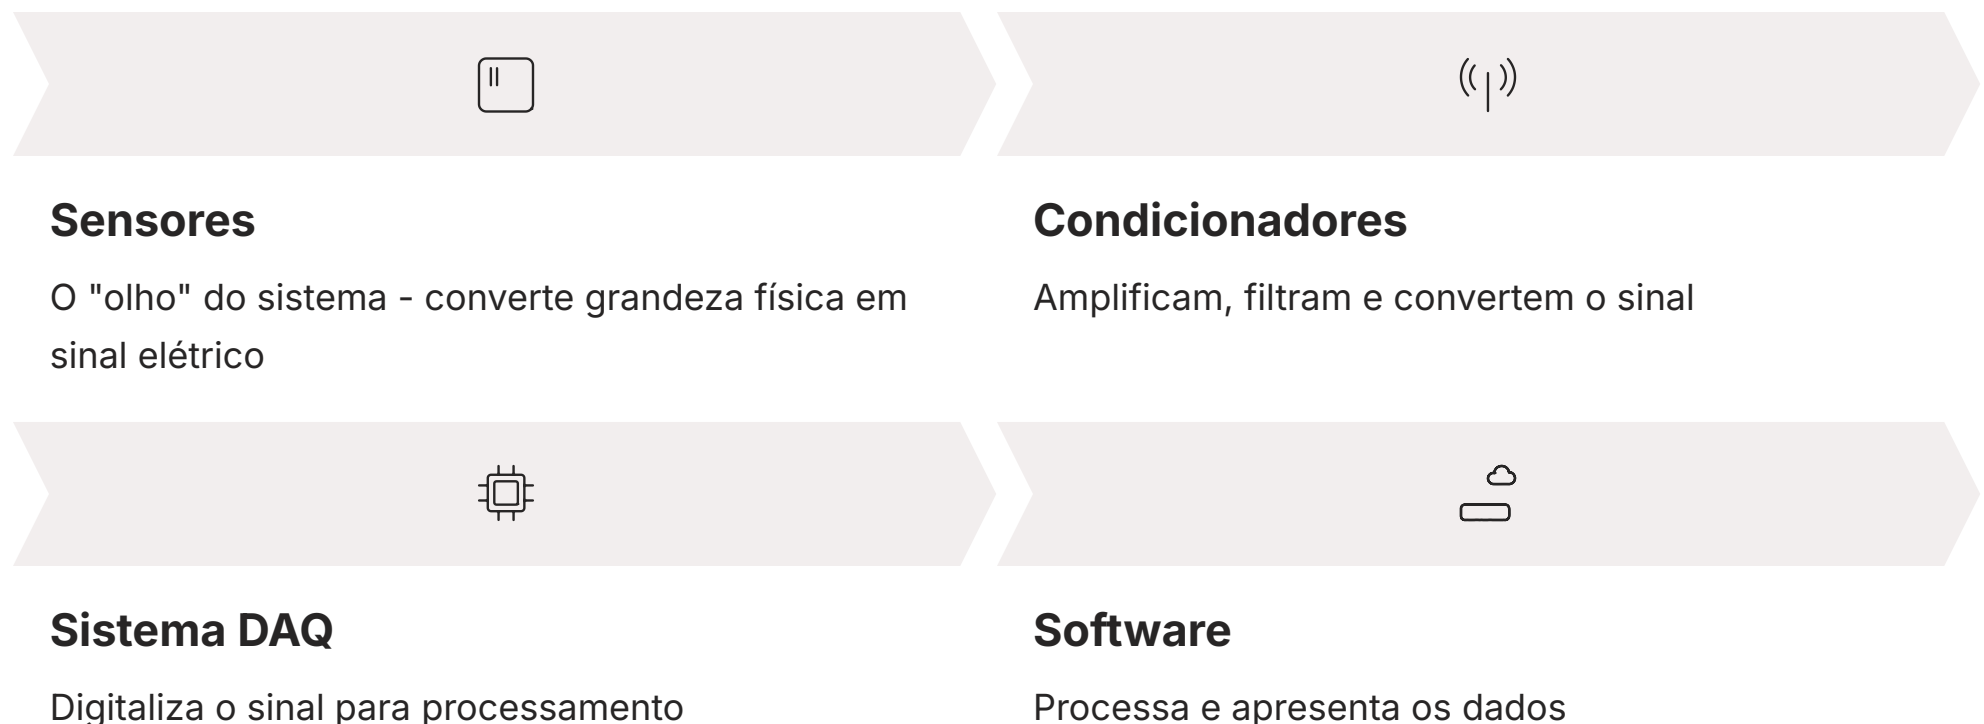 Sensores
O "olho" do sistema - converte grandeza física em
sinal elétrico
Condicionadores
Amplificam, filtram e convertem o sinal
Sistema DAQ
Digitaliza o sinal para processamento
Software
Processa e apresenta os dados